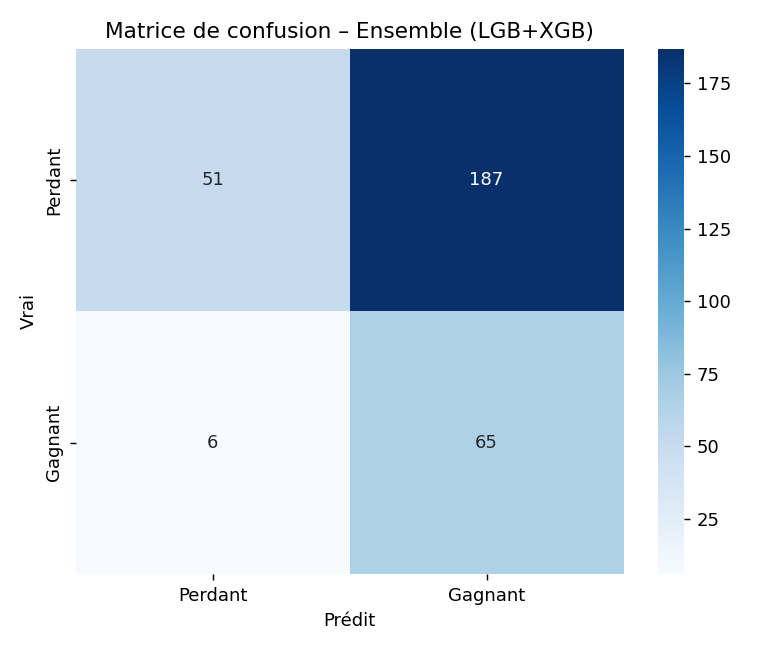 Matrice de confusion – Ensemble (LGB+XGB)
Vrai
Perdant
51
187
Gagnant
6
65
Perdant
Gagnant
Prédit
175
150
125
100
75
50
25